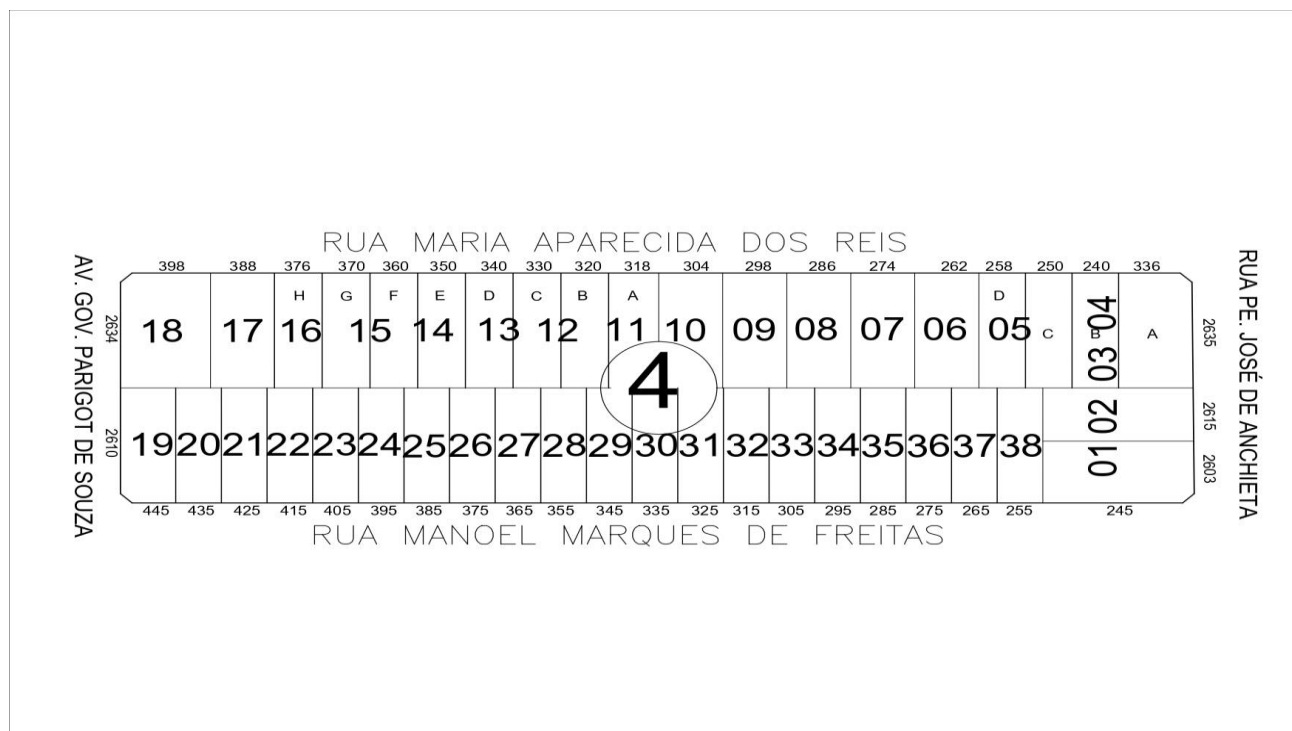 RUA MARIA APARECIDA DOS REIS
398 388 376 370 360 350 340 330 320 318 304 298 286 274 262 258 250 240 336
H G F E D C B A D
18 17 16 15 14 13 12 11 10 09 08 07 06 05 C 03 04 A
AV. GOV. PARIGOT DE SOUZA
2634
2610
4
RUA PE. JOSÉ DE ANCHIETA
2635
2615
2603
19 20 21 22 23 24 25 26 27 28 29 30 31 32 33 34 35 36 37 38 01 02
445 435 425 415 405 395 385 375 365 355 345 335 325 315 305 295 285 275 265 255 245
RUA MANOEL MARQUES DE FREITAS